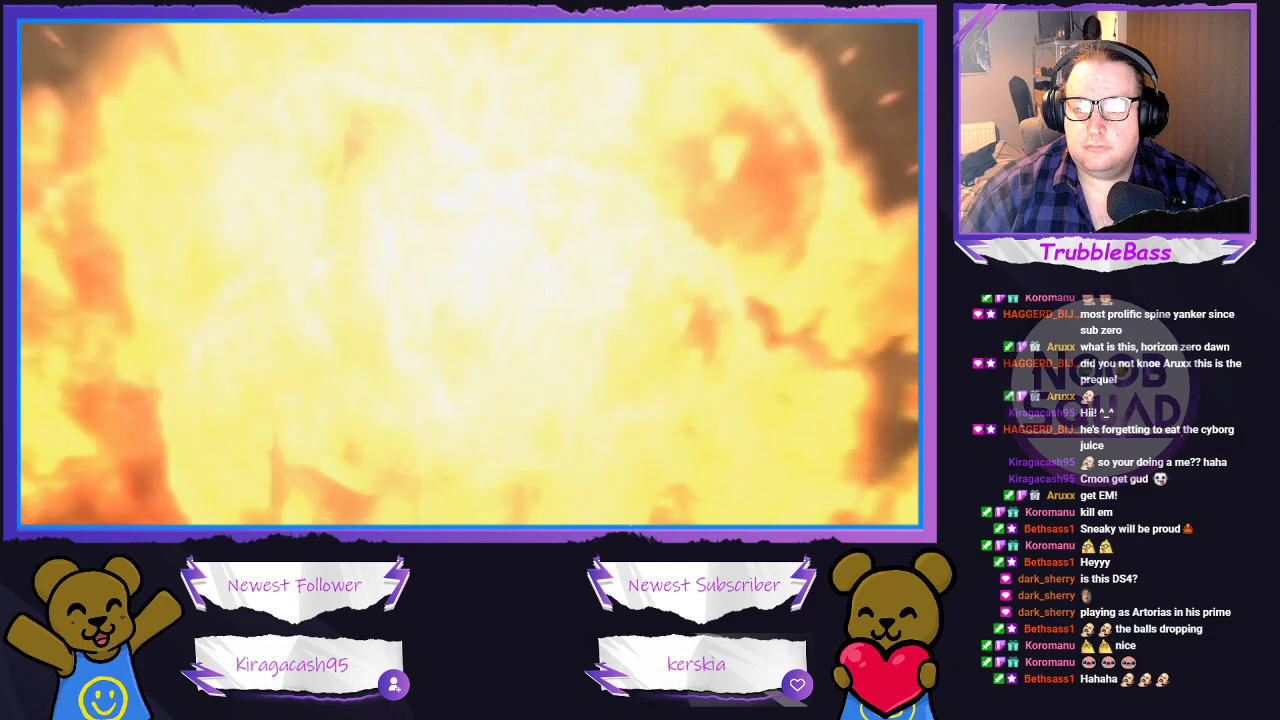 TrubbleBass
Koromanu
HAGGERD_BIJ... most prolific spine yanker since
sub zero
Aruxx what is this, horizon zero dawn
HAGGERD_BIJ... did you not knoe Aruxx this is the
prequel
Aruxx
Kiragacash95 Hii! ^_^
HAGGERD_BIJ... he's forgetting to eat the cyborg
juice
Kiragacash95 so your doing a me?? haha
Kiragacash95 Cmon get gud
Aruxx get EM!
Koromanu kill em
Bethsass1 Sneaky will be proud
Koromanu
Bethsass1 Heyyy
dark_sherry is this DS4?
dark_sherry
dark_sherry playing as Artorias in his prime
Bethsass1 the balls dropping
Koromanu nice
Koromanu
Bethsass1 Hahaha
NOOB
SQUAD
Newest Follower
Kiragacash95
Newest Subscriber
kerskia